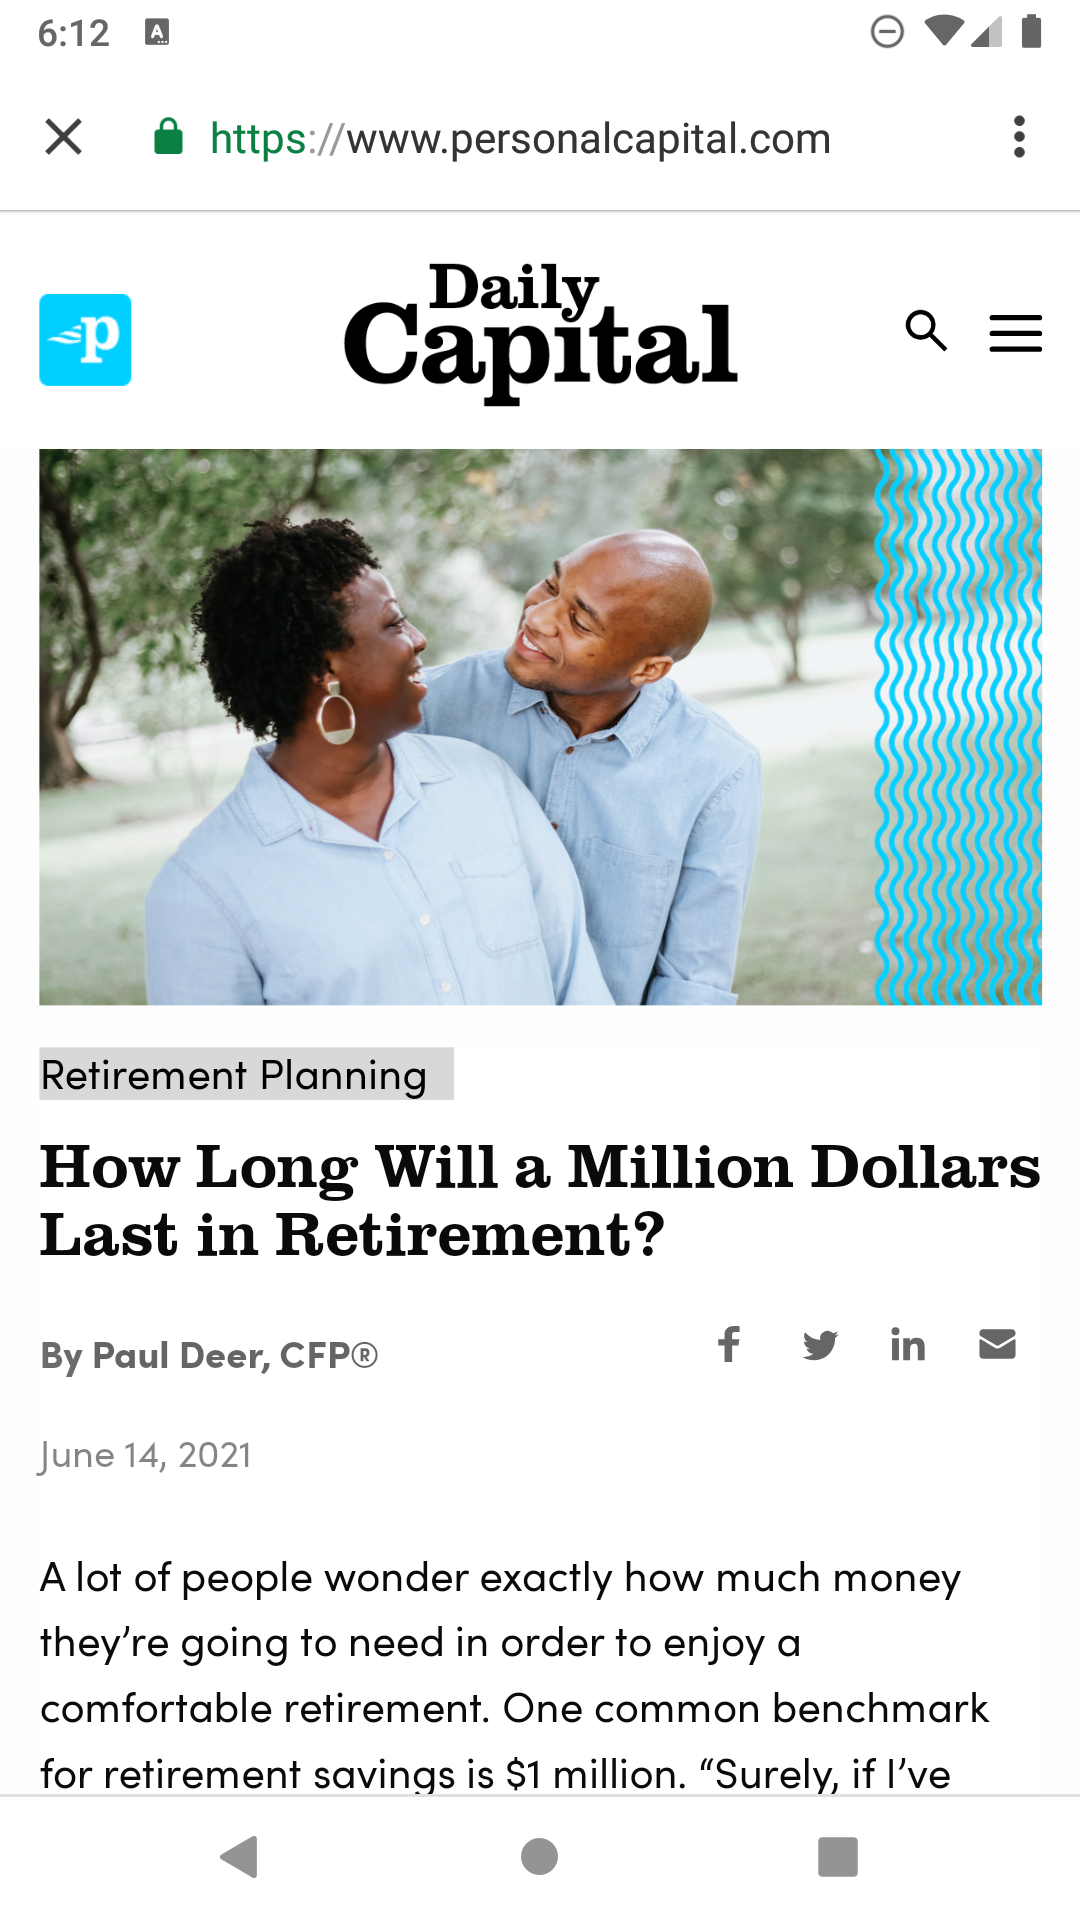 6:12
A
https://www.personalcapital.com
p
Daily
Capital
Retirement Planning
How Long Will a Million Dollars
Last in Retirement?
By Paul Deer, CFP®
f
in
June 14, 2021
A lot of people wonder exactly how much money
they’re going to need in order to enjoy a
comfortable retirement. One common benchmark
for retirement savings is $1 million. “Surely, if I’ve